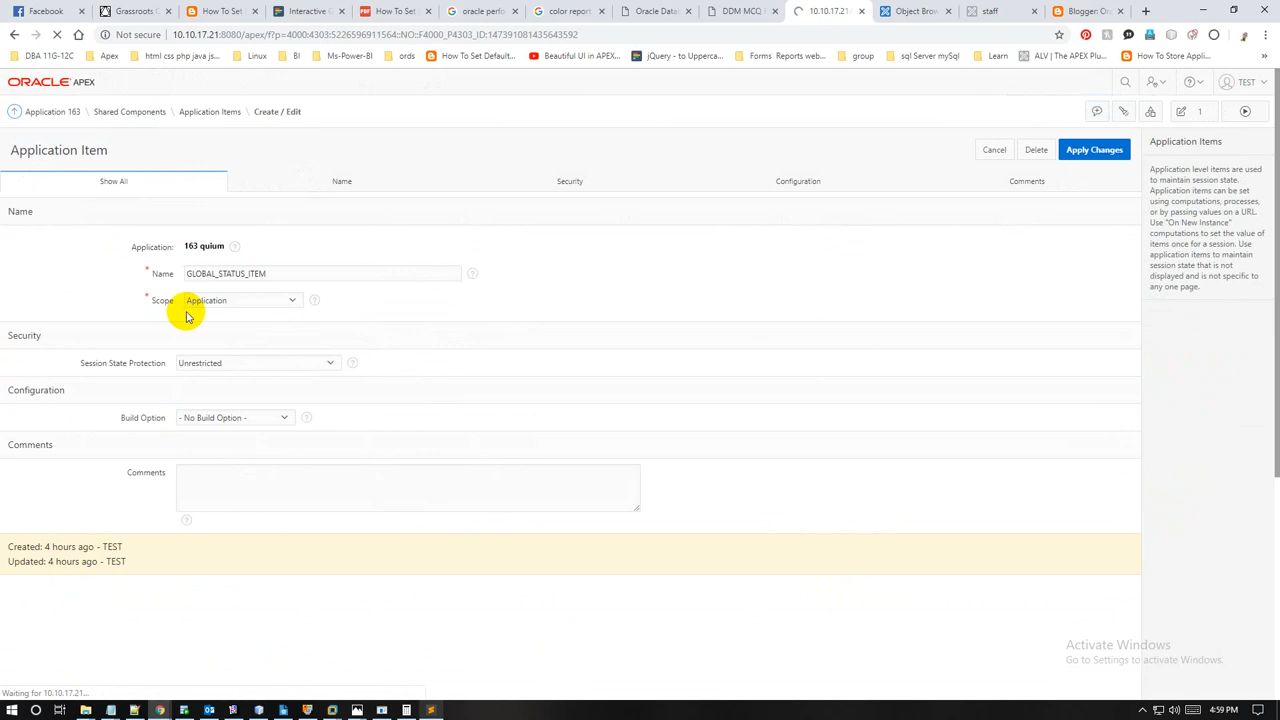 Facebook
Grassroots C
How To Set
Interactive G
How To Set
oracle perfo
color report
Oracle Data
DDM MCQ E
10.10.17.21
Object Brow
staff
Blogger: Or
Not secure
10.10.17.21:8080/apex/f?p=4000:4303:5226596911564::NO::F4000_P4303_ID:147391081435643592
DBA 11G-12C
Apex
html css php java js
Linux
BI
Ms-Power-BI
ords
How To Set Default...
Beautiful UI in APEX...
jQuery - to Upperca...
Forms Reports web...
group
sql Server mySql
Learn
ALV (The APEX Plu...
How To Store Appli...
»
ORACLE APEX
TEST
Application 163
Shared Components
Application Items
Create / Edit
1
Application Item
Cancel
Delete
Apply Changes
Show All
Name
Security
Configuration
Comments
Name
Application: 163 quium
* Name GLOBAL_STATUS_ITEM
* Scope Application
Security
Session State Protection Unrestricted
Configuration
Build Option - No Build Option -
Comments
Comments
Created: 4 hours ago - TEST
Updated: 4 hours ago - TEST
Application Items
Application level items are used
to maintain session state.
Application items can be set
using computations, processes,
or by passing values on a URL.
Use "On New Instance"
computations to set the value of
items once for a session. Use
application items to maintain
session state that is not
displayed and is not specific to
any one page.
Activate Windows
Go to Settings to activate Windows.
Waiting for 10.10.17.21...
4:59 PM